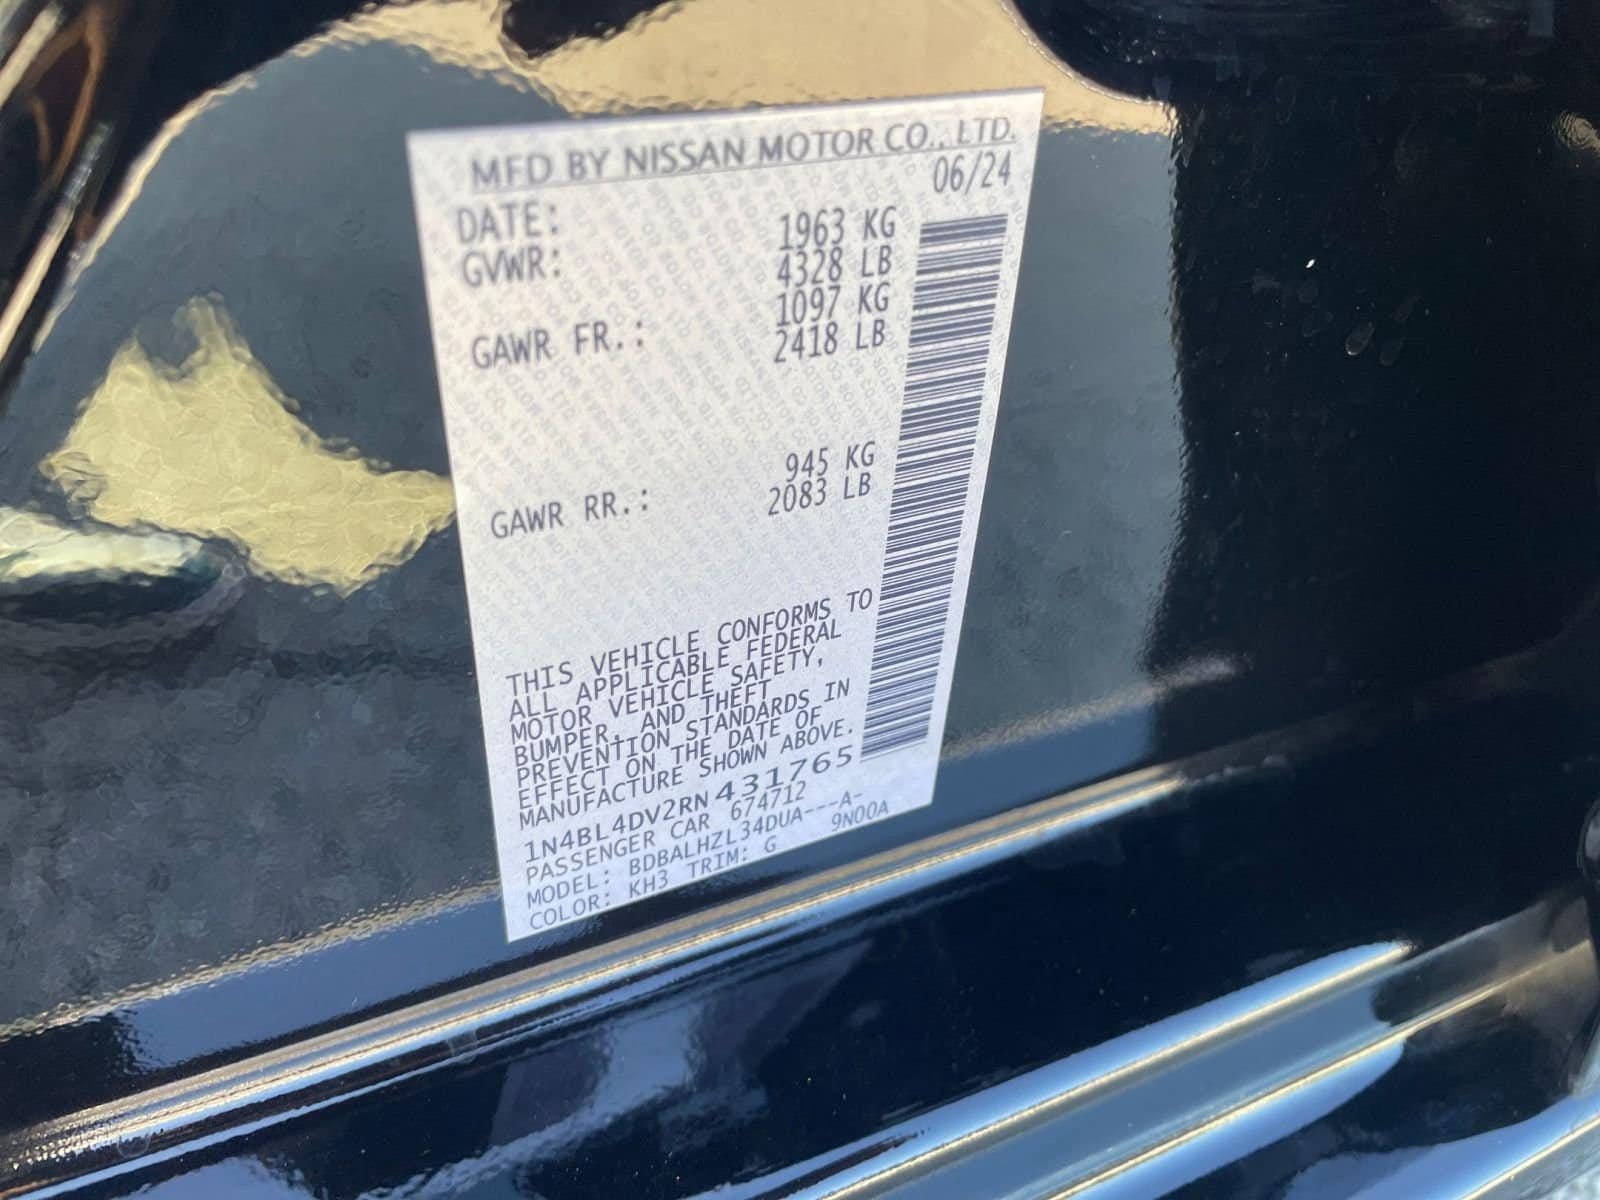 MFD BY NISSAN MOTOR CO., LTD.
DATE: 06/24
GVWR: 1963 KG
4328 LB
GAWR FR.: 1097 KG
2418 LB
GAWR RR.: 945 KG
2083 LB
THIS VEHICLE CONFORMS TO
ALL APPLICABLE FEDERAL
MOTOR VEHICLE SAFETY,
BUMPER, AND THEFT
PREVENTION STANDARDS IN
EFFECT ON THE DATE OF
MANUFACTURE SHOWN ABOVE.
1N4BL4DV2RN431765
PASSENGER CAR 674712
MODEL: BDBALHZL34DUA---A-
COLOR: KH3 TRIM: G 9N00A